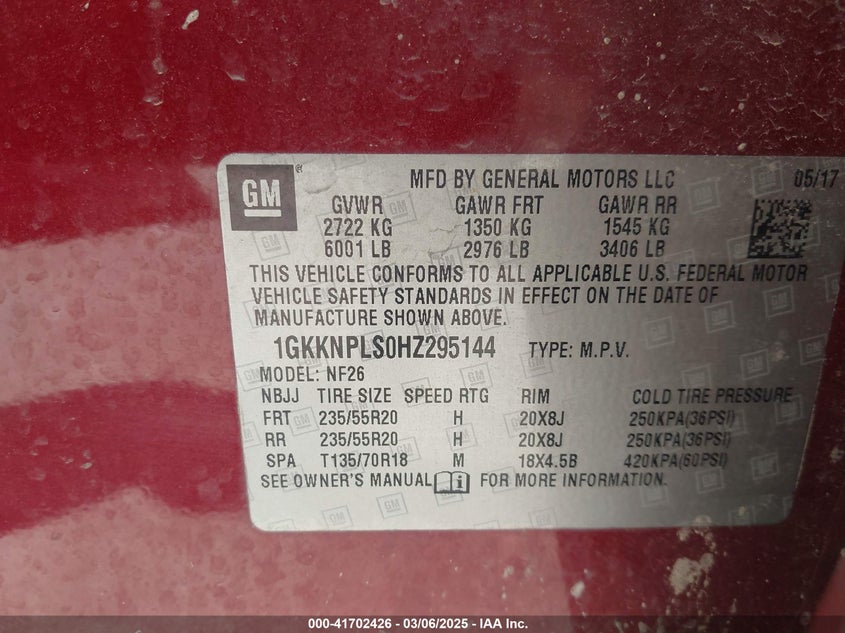 GM ®
MFD BY GENERAL MOTORS LLC 05/17
GVWR GAWR FRT GAWR RR
2722 KG 1350 KG 1545 KG
6001 LB 2976 LB 3406 LB
THIS VEHICLE CONFORMS TO ALL APPLICABLE U.S. FEDERAL MOTOR
VEHICLE SAFETY STANDARDS IN EFFECT ON THE DATE OF
MANUFACTURE SHOWN ABOVE.
1GKKNPLS0HZ295144 TYPE: M.P.V.
MODEL: NF26
NBJJ TIRE SIZE SPEED RTG RIM COLD TIRE PRESSURE
FRT 235/55R20 H 20X8J 250KPA(36PSI)
RR 235/55R20 H 20X8J 250KPA(36PSI)
SPA T135/70R18 M 18X4.5B 420KPA(60PSI)
SEE OWNER'S MANUAL i FOR MORE INFORMATION.
000-41702426 - 03/06/2025 - IAA Inc.